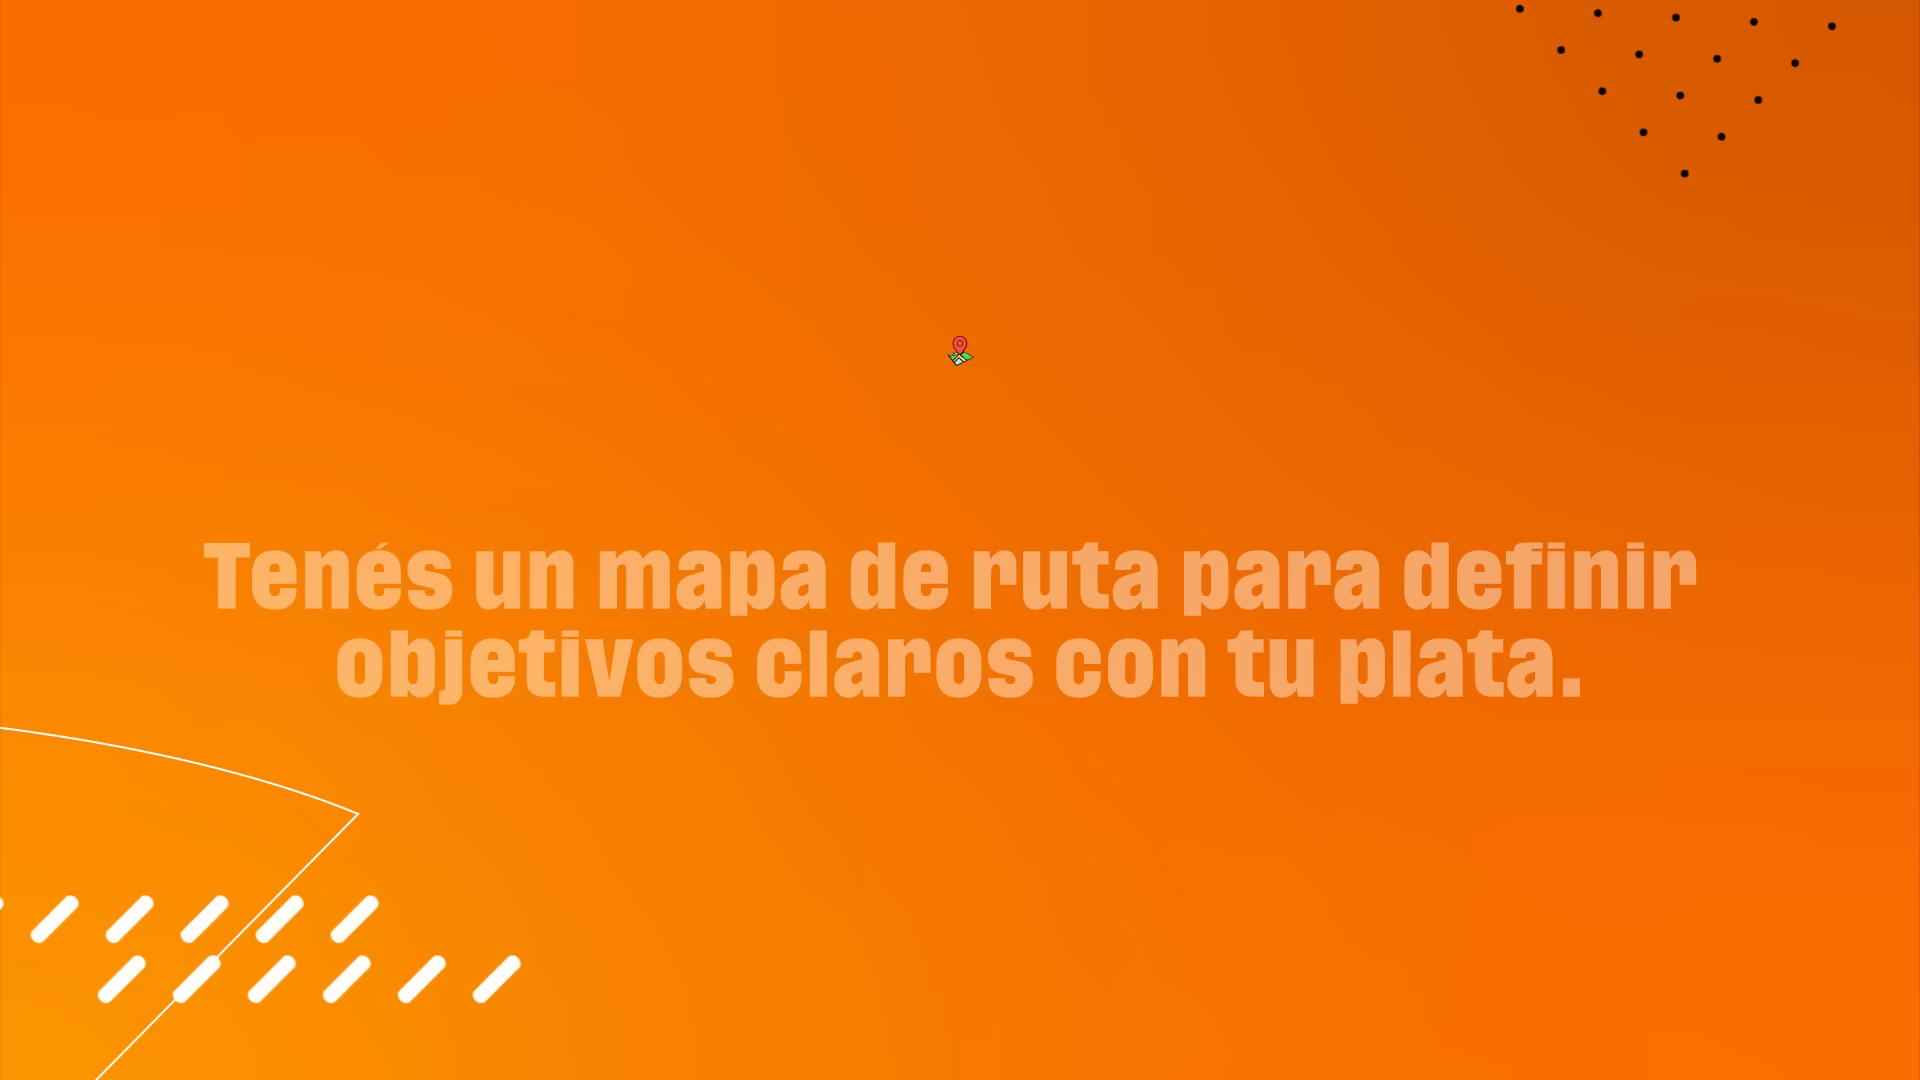 Tenés un mapa de ruta para definir
objetivos claros con tu plata.